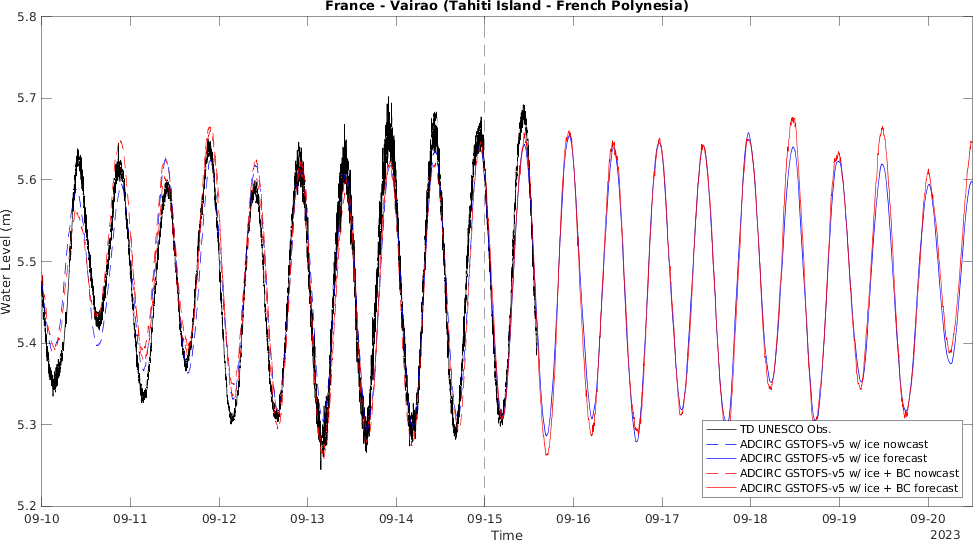 France - Vairao (Tahiti Island - French Polynesia)
5.8
5.7
5.6
5.5
5.4
5.3
5.2
Water Level (m)
TD UNESCO Obs.
ADCIRC GSTOFS-v5 w/ ice nowcast
ADCIRC GSTOFS-v5 w/ ice forecast
ADCIRC GSTOFS-v5 w/ ice + BC nowcast
ADCIRC GSTOFS-v5 w/ ice + BC forecast
09-10 09-11 09-12 09-13 09-14 09-15 09-16 09-17 09-18 09-19 09-20
Time
2023